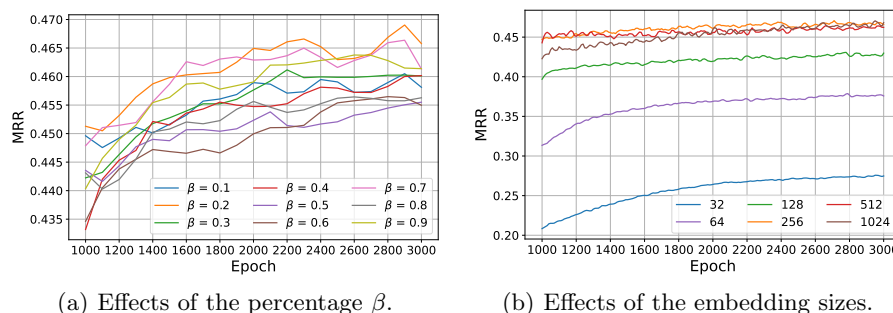 0.470
0.465
0.460
0.455
0.450
0.445
0.440
0.435
MRR
1000 1200 1400 1600 1800 2000 2200 2400 2600 2800 3000
Epoch
β = 0.1 β = 0.4 β = 0.7
β = 0.2 β = 0.5 β = 0.8
β = 0.3 β = 0.6 β = 0.9
(a) Effects of the percentage β.
0.45
0.40
0.35
0.30
0.25
0.20
MRR
1000 1200 1400 1600 1800 2000 2200 2400 2600 2800 3000
Epoch
32 128 512
64 256 1024
(b) Effects of the embedding sizes.